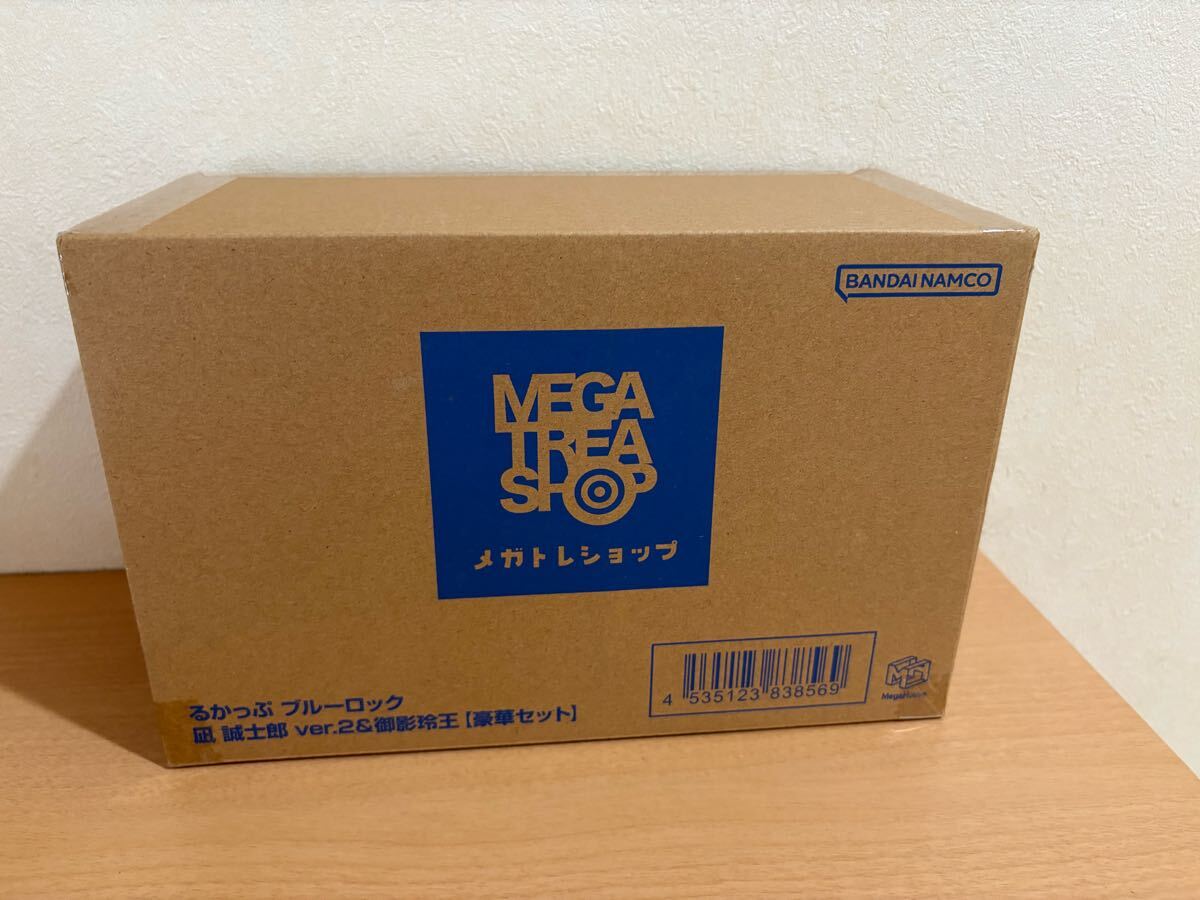 BANDAI NAMCO
MEGA
TREA
SHOP
メガトレショップ
4 535123 838569
MegaHouse
るかっぷ ブルーロック
凪 誠士郎 ver.2&御影玲王【豪華セット】